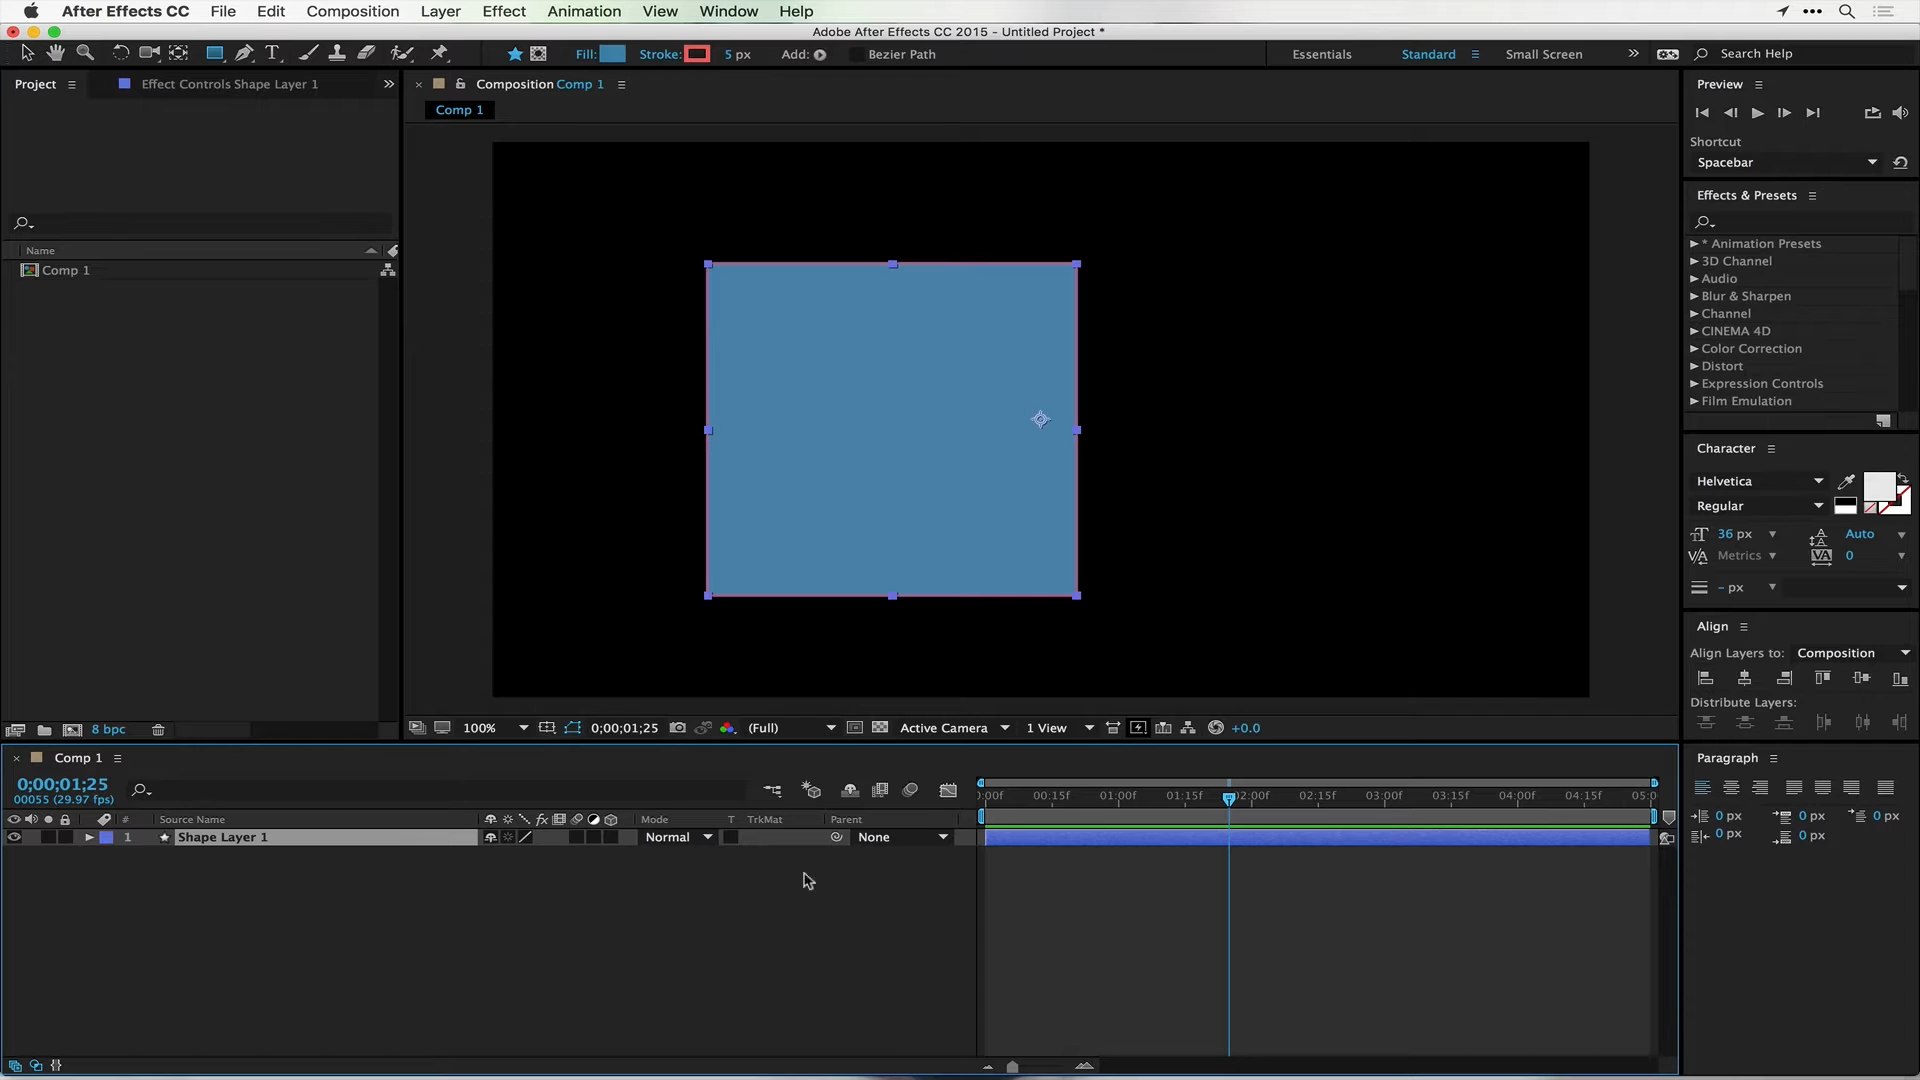 After Effects CC File Edit Composition Layer Effect Animation View Window Help
Adobe After Effects CC 2015 - Untitled Project *
Fill: Stroke: 5 px Add: Bezier Path Essentials Standard Small Screen Search Help
Project Effect Controls Shape Layer 1
Composition Comp 1
Comp 1
Name
Comp 1
8 bpc
100% 0;00;01;25 (Full) Active Camera 1 View +0.0
Preview
Shortcut
Spacebar
Effects & Presets
* Animation Presets
3D Channel
Audio
Blur & Sharpen
Channel
CINEMA 4D
Color Correction
Distort
Expression Controls
Film Emulation
Character
Helvetica
Regular
36 px Auto
Metrics 0
- px
Align
Align Layers to: Composition
Distribute Layers:
Paragraph
0 px 0 px 0 px
0 px 0 px
Comp 1
0;00;01;25
00055 (29.97 fps)
# Source Name Mode T TrkMat Parent
1 Shape Layer 1 Normal None
):00f 00:15f 01:00f 01:15f 02:00f 02:15f 03:00f 03:15f 04:00f 04:15f 05:0